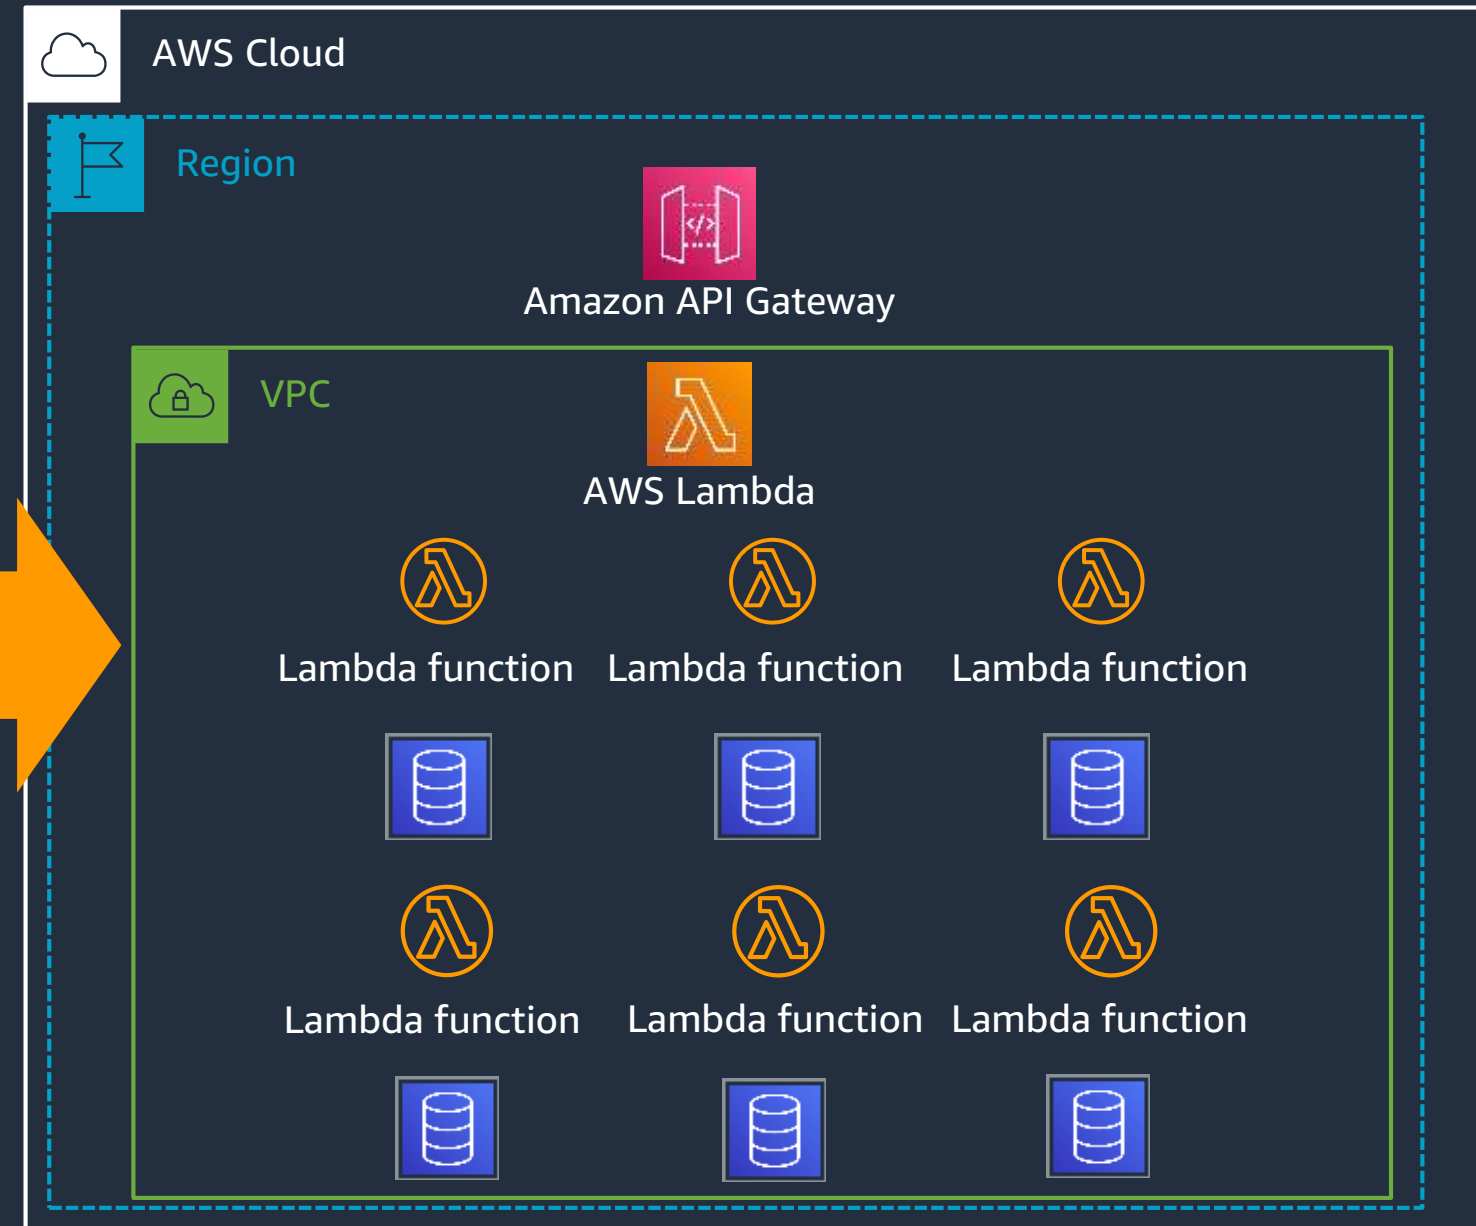 AWS Cloud
Region
</>
Amazon API Gateway
VPC
AWS Lambda
Lambda function Lambda function Lambda function
Lambda function Lambda function Lambda function